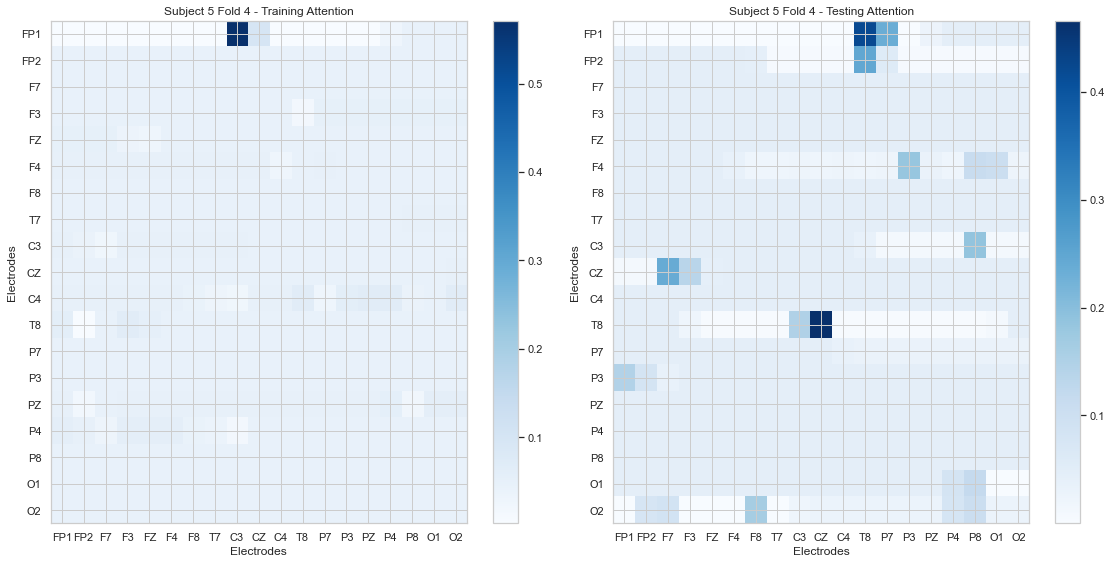 Subject 5 Fold 4 - Training Attention
Electrodes
FP1
FP2
F7
F3
FZ
F4
F8
T7
C3
CZ
C4
T8
P7
P3
PZ
P4
P8
O1
O2
FP1 FP2 F7 F3 FZ F4 F8 T7 C3 CZ C4 T8 P7 P3 PZ P4 P8 O1 O2
Electrodes
0.5
0.4
0.3
0.2
0.1
Subject 5 Fold 4 - Testing Attention
Electrodes
FP1
FP2
F7
F3
FZ
F4
F8
T7
C3
CZ
C4
T8
P7
P3
PZ
P4
P8
O1
O2
FP1 FP2 F7 F3 FZ F4 F8 T7 C3 CZ C4 T8 P7 P3 PZ P4 P8 O1 O2
Electrodes
0.4
0.3
0.2
0.1